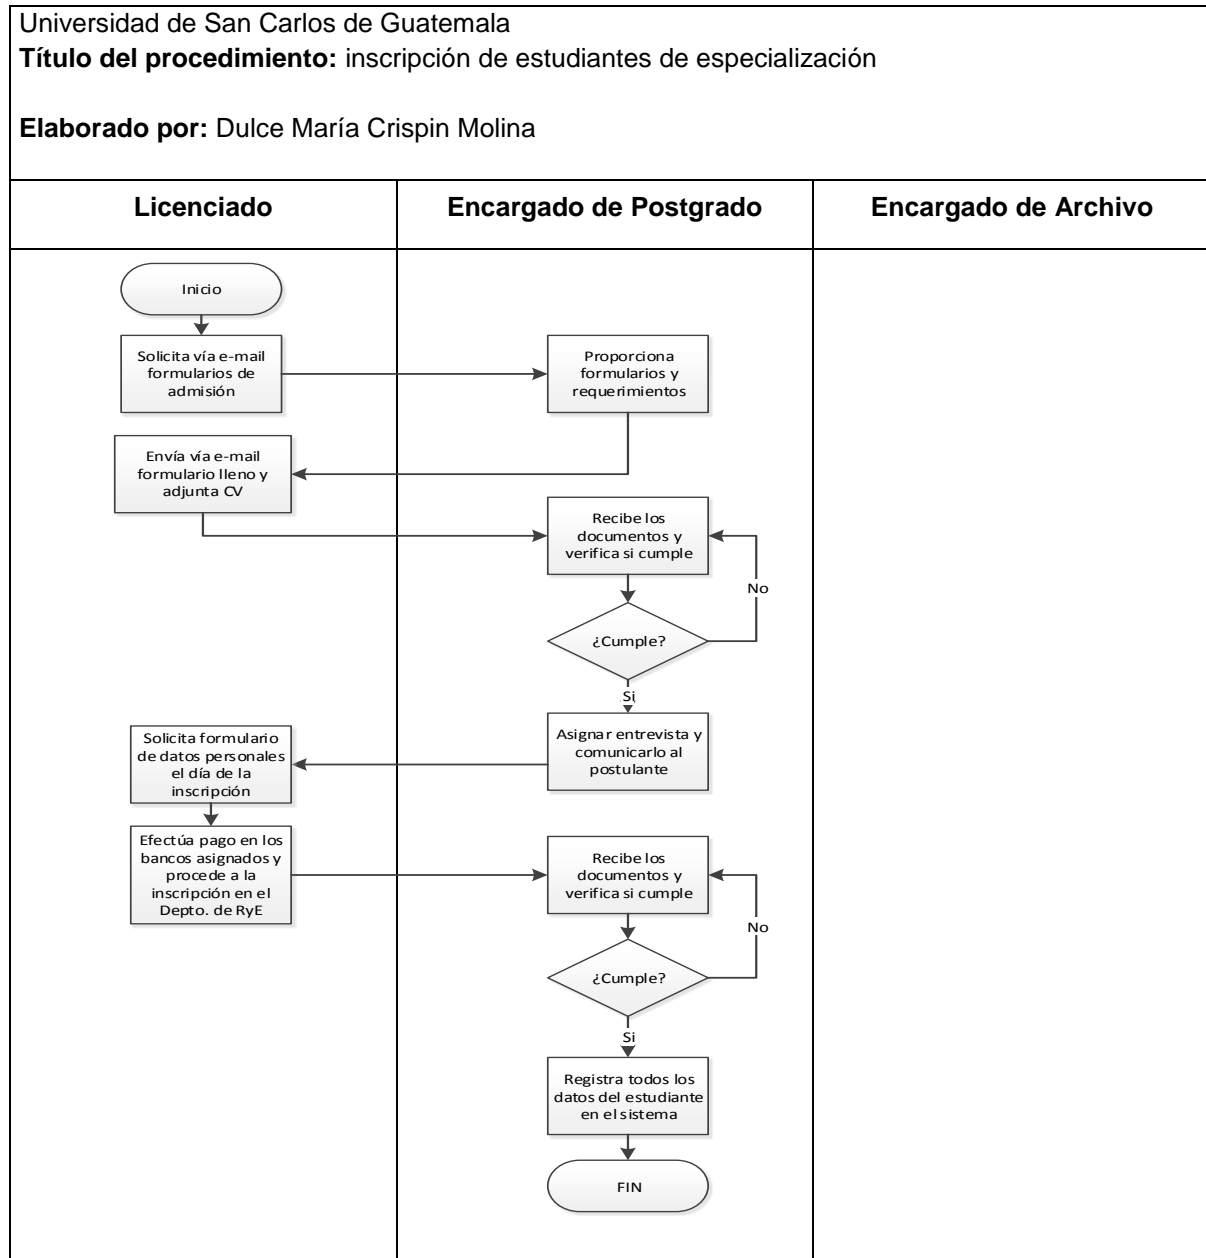 Universidad de San Carlos de Guatemala
Título del procedimiento: inscripción de estudiantes de especialización
Elaborado por: Dulce María Crispin Molina
Licenciado
Encargado de Postgrado
Encargado de Archivo
Inicio
Solicita vía e-mail
formularios de
admisión
Proporciona
formularios y
requerimientos
Envía vía e-mail
formulario lleno y
adjunta CV
Recibe los
documentos y
verifica si cumple
No
¿Cumple?
Si
Asignar entrevista y
comunicarlo al
postulante
Solicita formulario
de datos personales
el día de la
inscripción
Efectúa pago en los
bancos asignados y
procede a la
inscripción en el
Depto. de RyE
Recibe los
documentos y
verifica si cumple
No
¿Cumple?
Si
Registra todos los
datos del estudiante
en el sistema
FIN